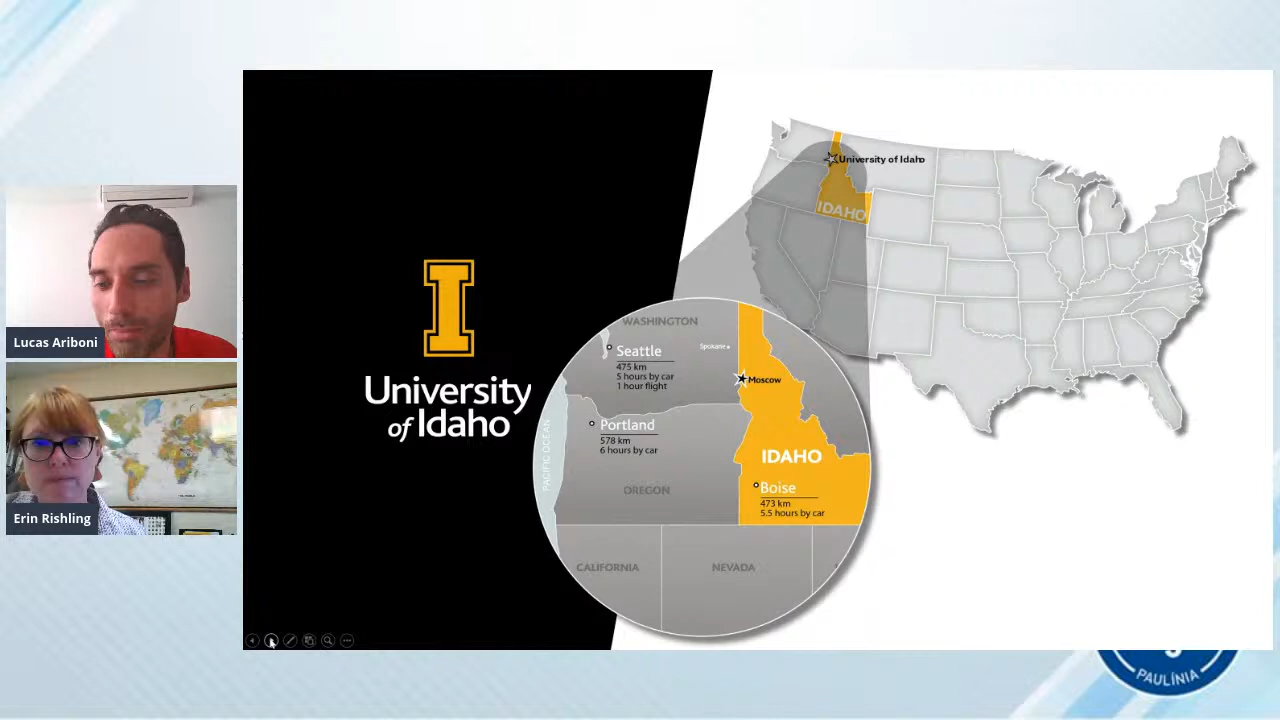 Lucas Ariboni
Erin Rishling
University
of Idaho
University of Idaho
IDAHO
WASHINGTON
Seattle
475 km
5 hours by car
1 hour flight
Spokane
Moscow
Portland
578 km
6 hours by car
PACIFIC OCEAN
IDAHO
OREGON
Boise
473 km
5.5 hours by car
CALIFORNIA
NEVADA
PAULÍNIA